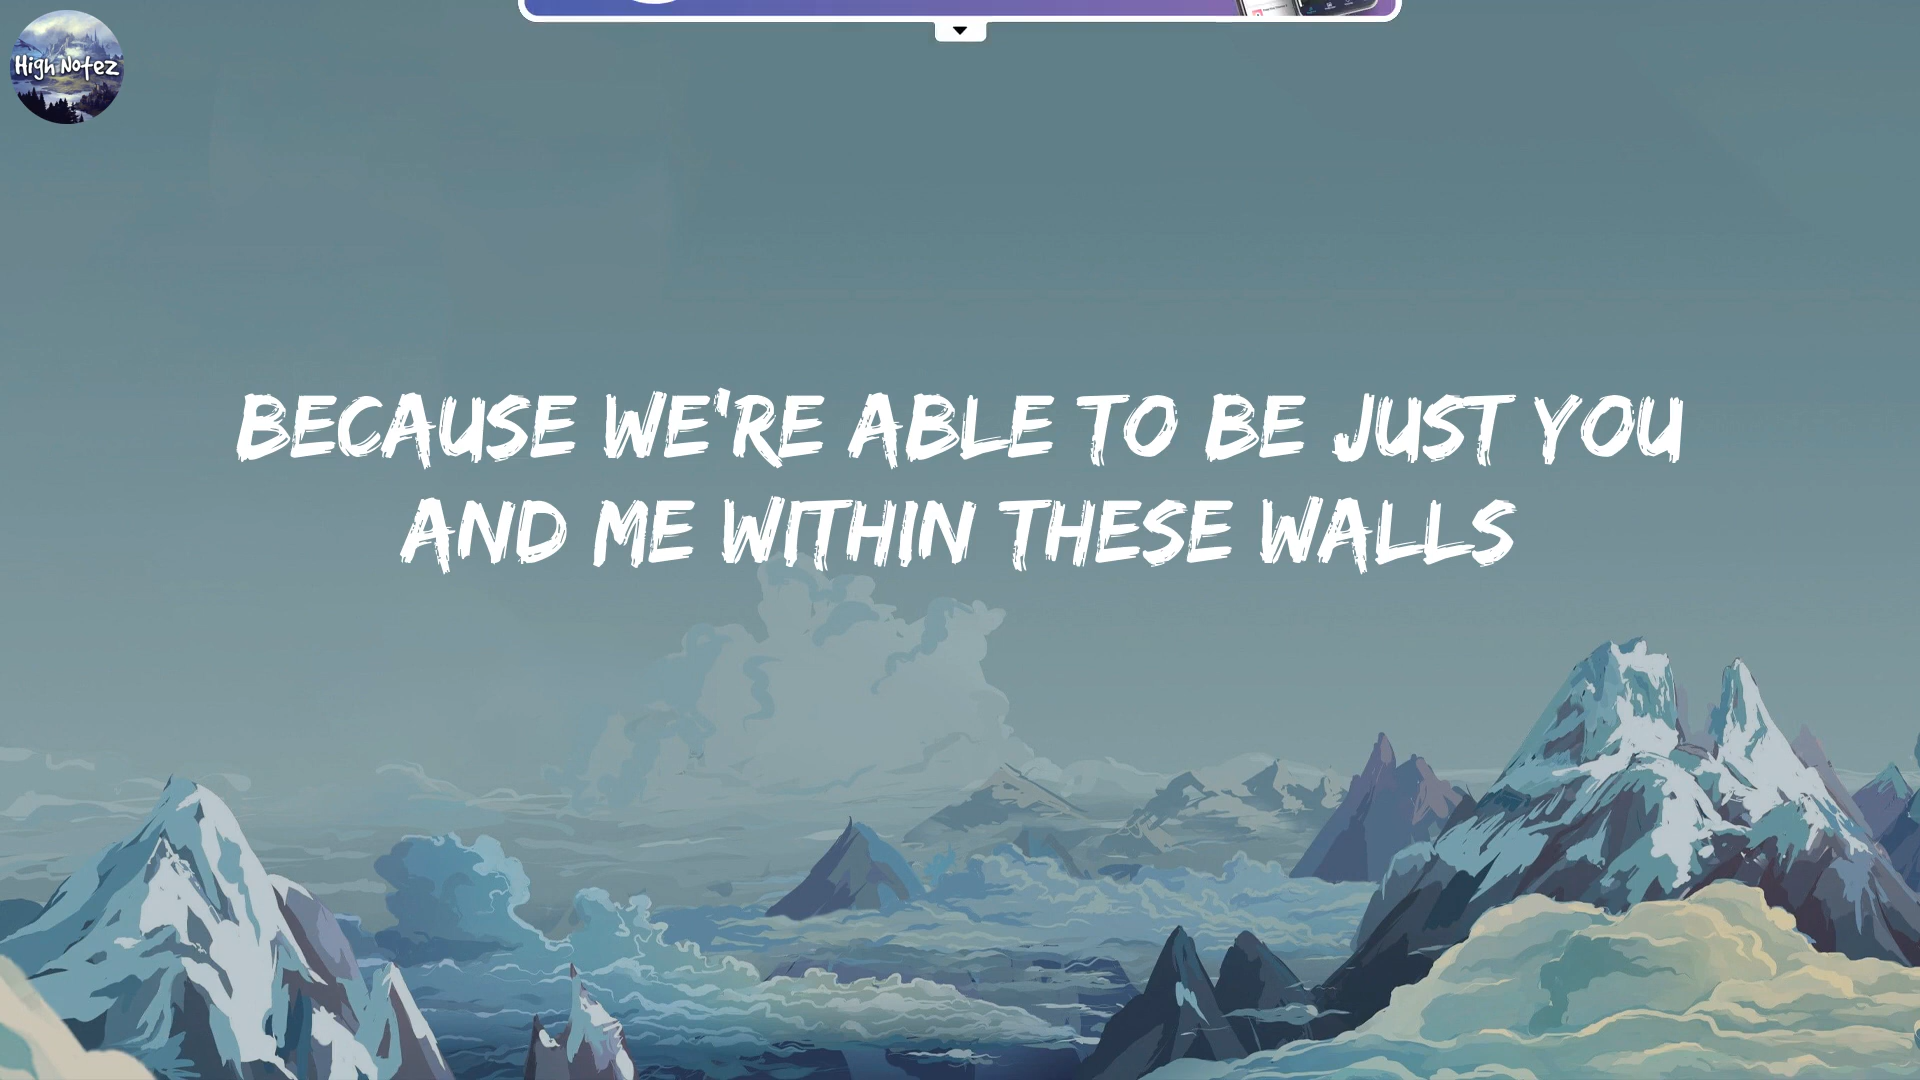 High Notez
BECAUSE WE'RE ABLE TO BE JUST YOU
AND ME WITHIN THESE WALLS